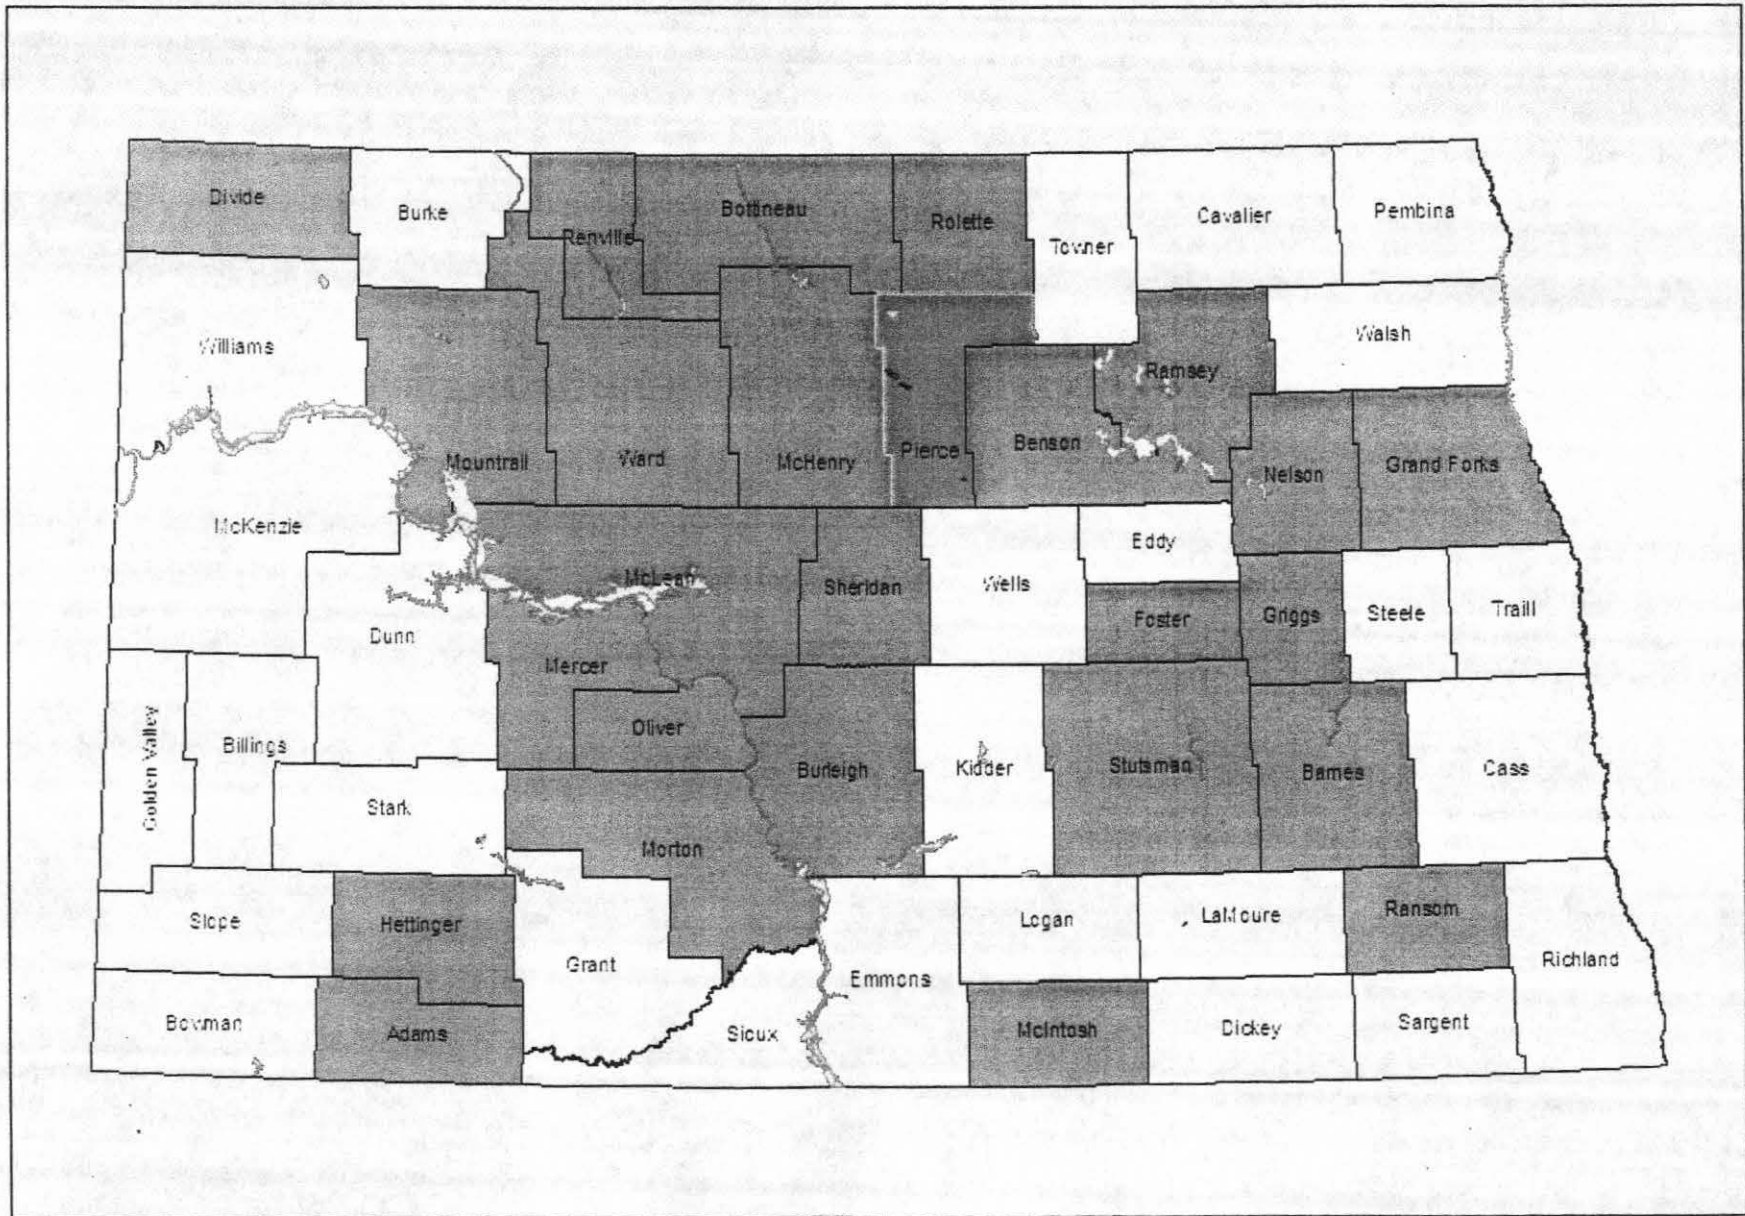 Divide
Burke
Renville
Bottineau
Rolette
Towner
Cavalier
Pembina
Williams
Mountrail
Ward
McHenry
Pierce
Benson
Ramsey
Walsh
Nelson
Grand Forks
McKenzie
Dunn
McLean
Mercer
Oliver
Sheridan
Wells
Eddy
Foster
Griggs
Steele
Traill
Golden Valley
Billings
Stark
Morton
Burleigh
Kidder
Stutsman
Barnes
Cass
Slope
Hettinger
Grant
Bowman
Adams
Sioux
Emmons
Logan
McIntosh
LaMoure
Dickey
Ransom
Sargent
Richland